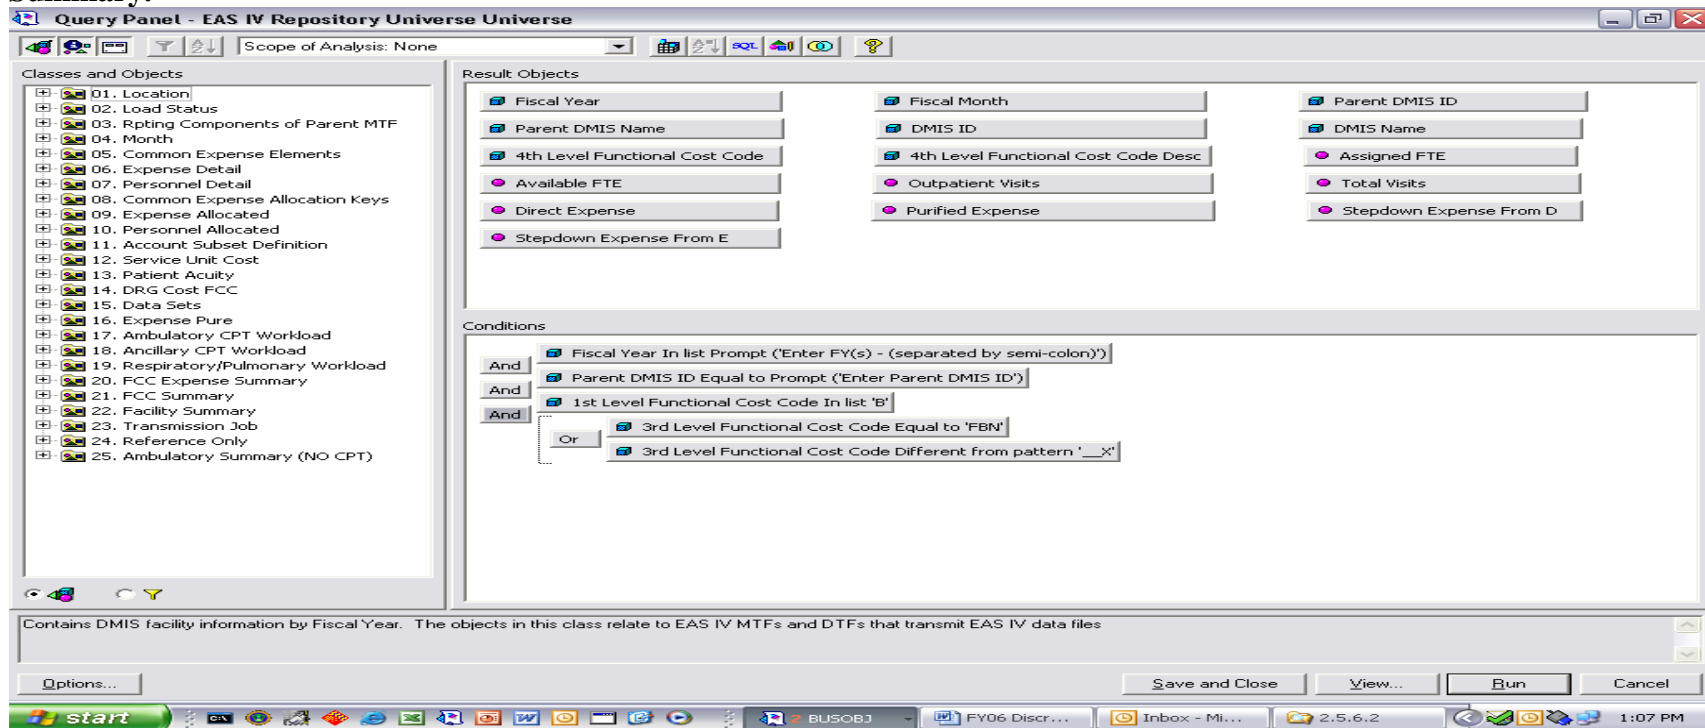 Summary.
Query Panel - EAS IV Repository Universe Universe
Scope of Analysis: None
SQL
Classes and Objects
01. Location
02. Load Status
03. Rpting Components of Parent MTF
04. Month
05. Common Expense Elements
06. Expense Detail
07. Personnel Detail
08. Common Expense Allocation Keys
09. Expense Allocated
10. Personnel Allocated
11. Account Subset Definition
12. Service Unit Cost
13. Patient Acuity
14. DRG Cost FCC
15. Data Sets
16. Expense Pure
17. Ambulatory CPT Workload
18. Ancillary CPT Workload
19. Respiratory/Pulmonary Workload
20. FCC Expense Summary
21. FCC Summary
22. Facility Summary
23. Transmission Job
24. Reference Only
25. Ambulatory Summary (NO CPT)
Result Objects
Fiscal Year Fiscal Month Parent DMIS ID
Parent DMIS Name DMIS ID DMIS Name
4th Level Functional Cost Code 4th Level Functional Cost Code Desc Assigned FTE
Available FTE Outpatient Visits Total Visits
Direct Expense Purified Expense Stepdown Expense From D
Stepdown Expense From E
Conditions
Fiscal Year In list Prompt ('Enter FY(s) - (separated by semi-colon)')
And
Parent DMIS ID Equal to Prompt ('Enter Parent DMIS ID')
And
1st Level Functional Cost Code In list 'B'
And
3rd Level Functional Cost Code Equal to 'FBN'
Or
3rd Level Functional Cost Code Different from pattern '__X'
Contains DMIS facility information by Fiscal Year. The objects in this class relate to EAS IV MTFs and DTFs that transmit EAS IV data files
Options... Save and Close View... Run Cancel
start BUSOBJ FY06 Discr... Inbox - Mi... 2.5.6.2 1:07 PM